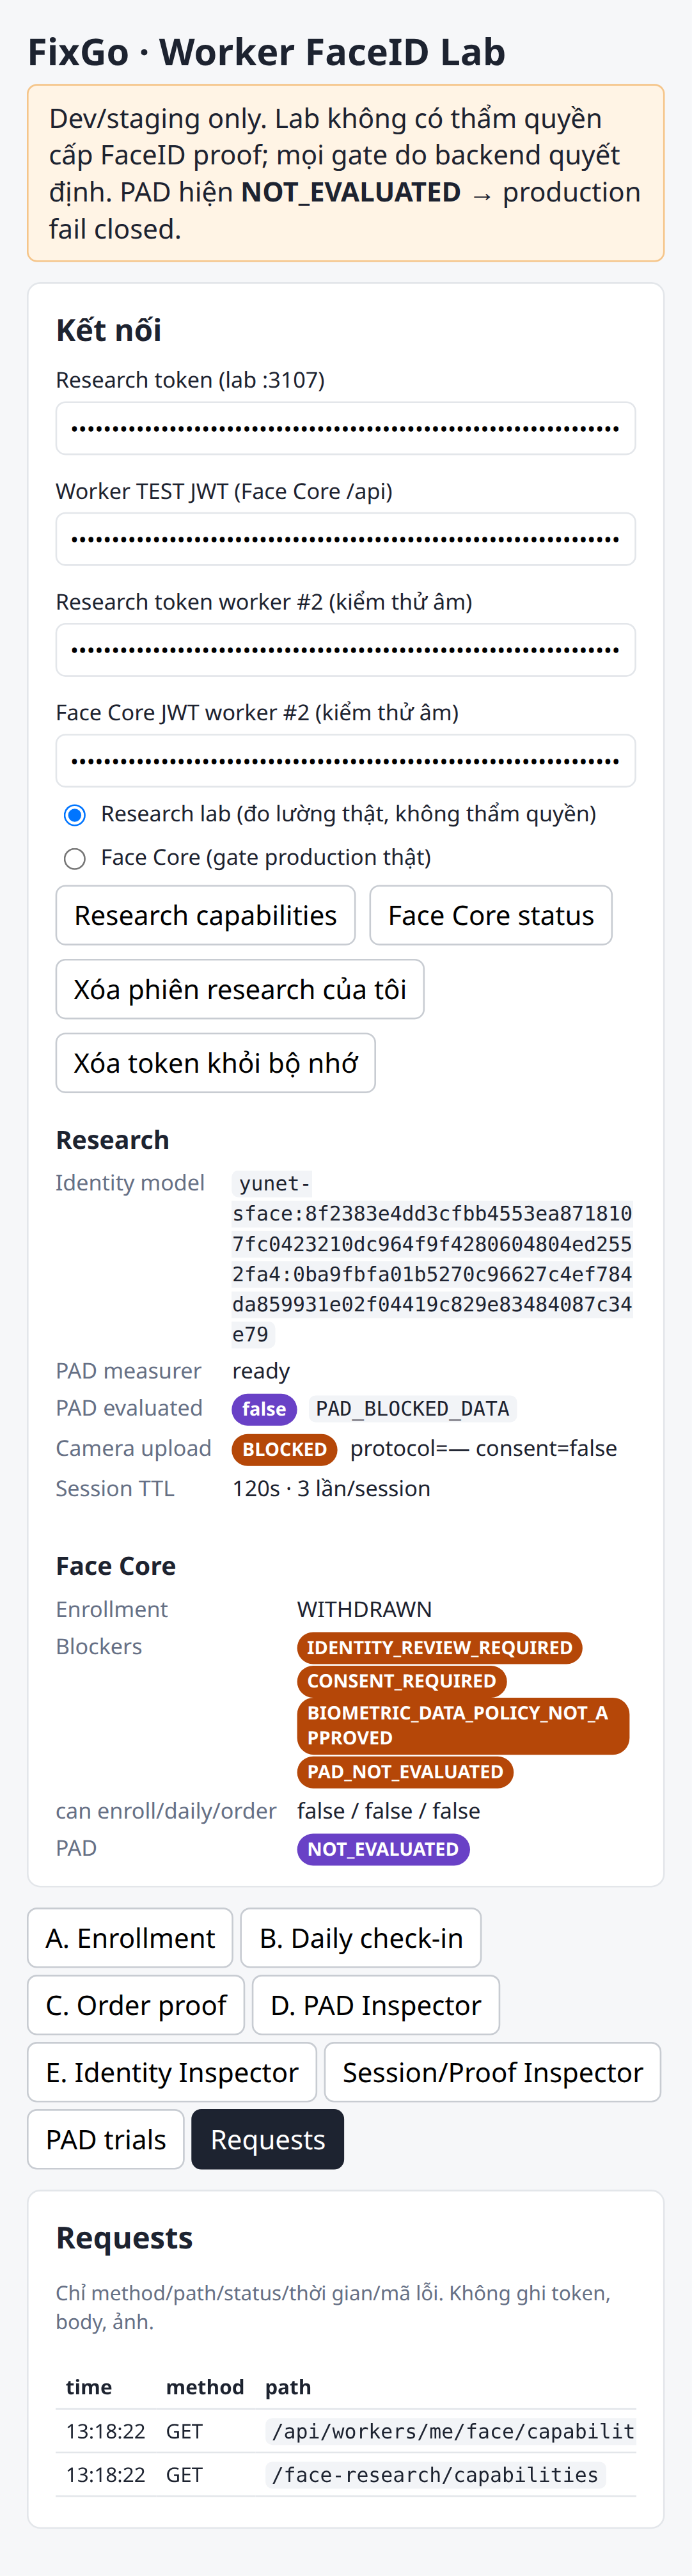 FixGo · Worker FaceID Lab
Dev/staging only. Lab không có thẩm quyền
cấp FaceID proof; mọi gate do backend quyết
định. PAD hiện NOT_EVALUATED → production
fail closed.
Kết nối
Research token (lab :3107)
Worker TEST JWT (Face Core /api)
Research token worker #2 (kiểm thử âm)
Face Core JWT worker #2 (kiểm thử âm)
Research lab (đo lường thật, không thẩm quyền)
Face Core (gate production thật)
Research capabilities
Face Core status
Xóa phiên research của tôi
Xóa token khỏi bộ nhớ
Research
Identity model yunet-
sface:8f2383e4dd3cfbb4553ea871810
7fc0423210dc964f9f4280604804ed255
2fa4:0ba9fbfa01b5270c96627c4ef784
da859931e02f04419c829e83484087c34
e79
PAD measurer ready
PAD evaluated false PAD_BLOCKED_DATA
Camera upload BLOCKED protocol=— consent=false
Session TTL 120s · 3 lần/session
Face Core
Enrollment WITHDRAWN
Blockers IDENTITY_REVIEW_REQUIRED
CONSENT_REQUIRED
BIOMETRIC_DATA_POLICY_NOT_A
PPROVED
PAD_NOT_EVALUATED
can enroll/daily/order false / false / false
PAD NOT_EVALUATED
A. Enrollment
B. Daily check-in
C. Order proof
D. PAD Inspector
E. Identity Inspector
Session/Proof Inspector
PAD trials
Requests
Requests
Chỉ method/path/status/thời gian/mã lỗi. Không ghi token,
body, ảnh.
time method path
13:18:22 GET /api/workers/me/face/capabilit
13:18:22 GET /face-research/capabilities